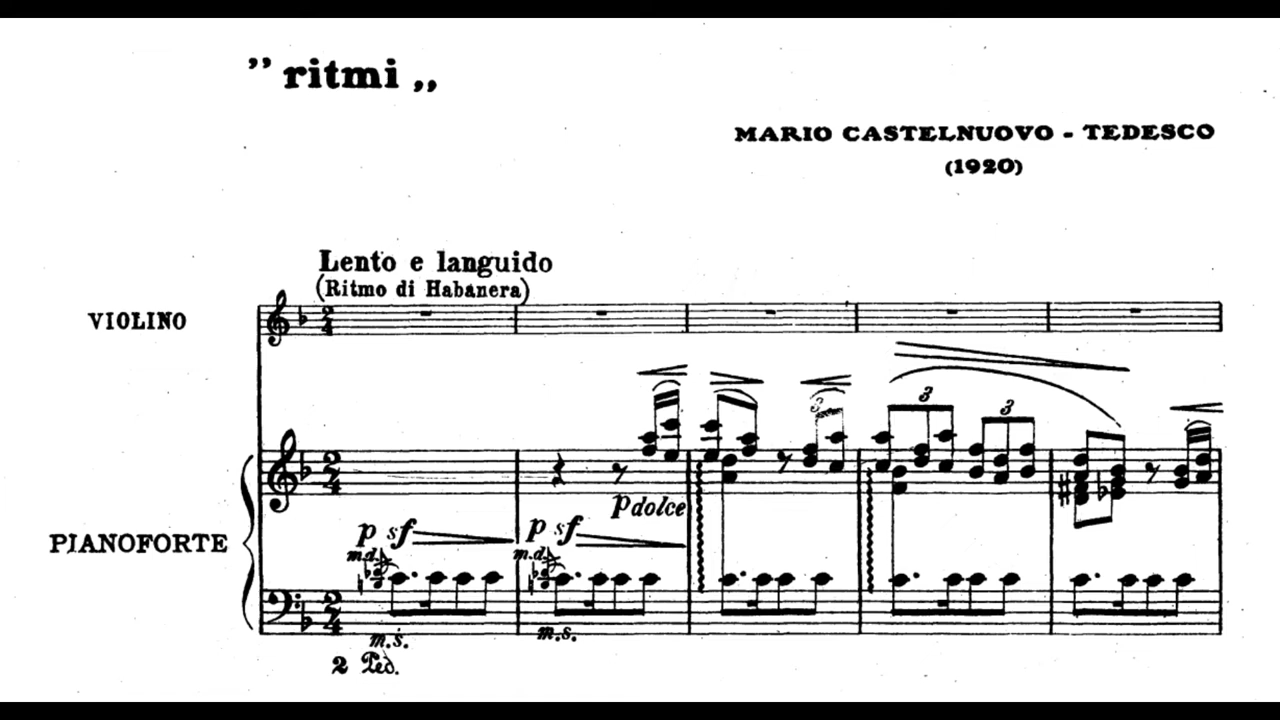 ” ritmi „
MARIO CASTELNUOVO - TEDESCO
(1920)
Lento e languido
(Ritmo di Habanera)
VIOLINO
3
3
3
p dolce
p sf
p sf
PIANOFORTE
m.d.
m.d.
m.s.
m.s.
2 Ped.